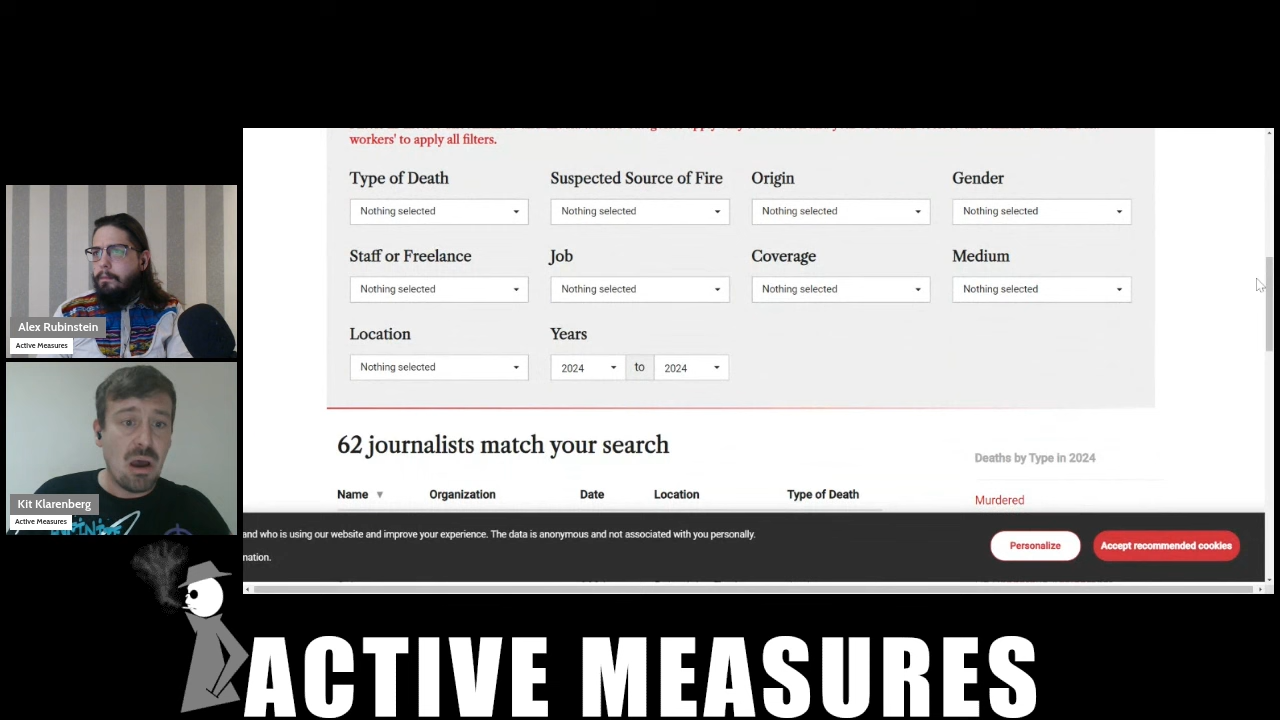 workers' to apply all filters.
Type of Death
Suspected Source of Fire
Origin
Gender
Nothing selected
Nothing selected
Nothing selected
Nothing selected
Staff or Freelance
Job
Coverage
Medium
Nothing selected
Nothing selected
Nothing selected
Nothing selected
Location
Years
Nothing selected
2024
to
2024
62 journalists match your search
Deaths by Type in 2024
Name
Organization
Date
Location
Type of Death
Murdered
and who is using our website and improve your experience. The data is anonymous and not associated with you personally.
nation.
Personalize
Accept recommended cookies
Alex Rubinstein
Active Measures
Kit Klarenberg
Active Measures
ACTIVE MEASURES